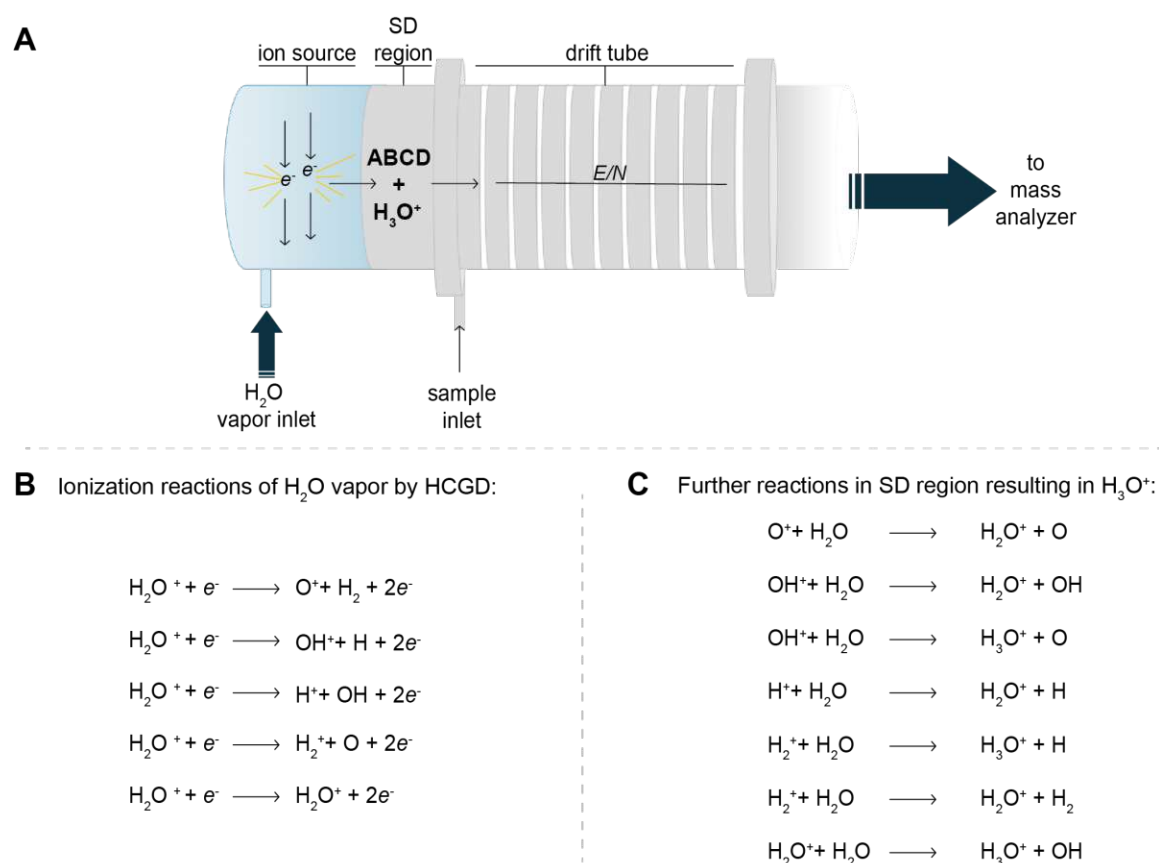 A
ion source
SD
region
drift tube
e⁻ e⁻
ABCD
+
H₃O⁺
E/N
to
mass
analyzer
H₂O
vapor inlet
sample
inlet
B Ionization reactions of H₂O vapor by HCGD:
H₂O ⁺ + e⁻ ⟶ O⁺+ H₂ + 2e⁻
H₂O ⁺ + e⁻ ⟶ OH⁺+ H + 2e⁻
H₂O ⁺ + e⁻ ⟶ H⁺+ OH + 2e⁻
H₂O ⁺ + e⁻ ⟶ H₂⁺+ O + 2e⁻
H₂O ⁺ + e⁻ ⟶ H₂O⁺ + 2e⁻
C Further reactions in SD region resulting in H₃O⁺:
O⁺+ H₂O ⟶ H₂O⁺ + O
OH⁺+ H₂O ⟶ H₂O⁺ + OH
OH⁺+ H₂O ⟶ H₃O⁺ + O
H⁺+ H₂O ⟶ H₂O⁺ + H
H₂⁺+ H₂O ⟶ H₃O⁺ + H
H₂⁺+ H₂O ⟶ H₂O⁺ + H₂
H₂O⁺+ H₂O ⟶ H₃O⁺ + OH